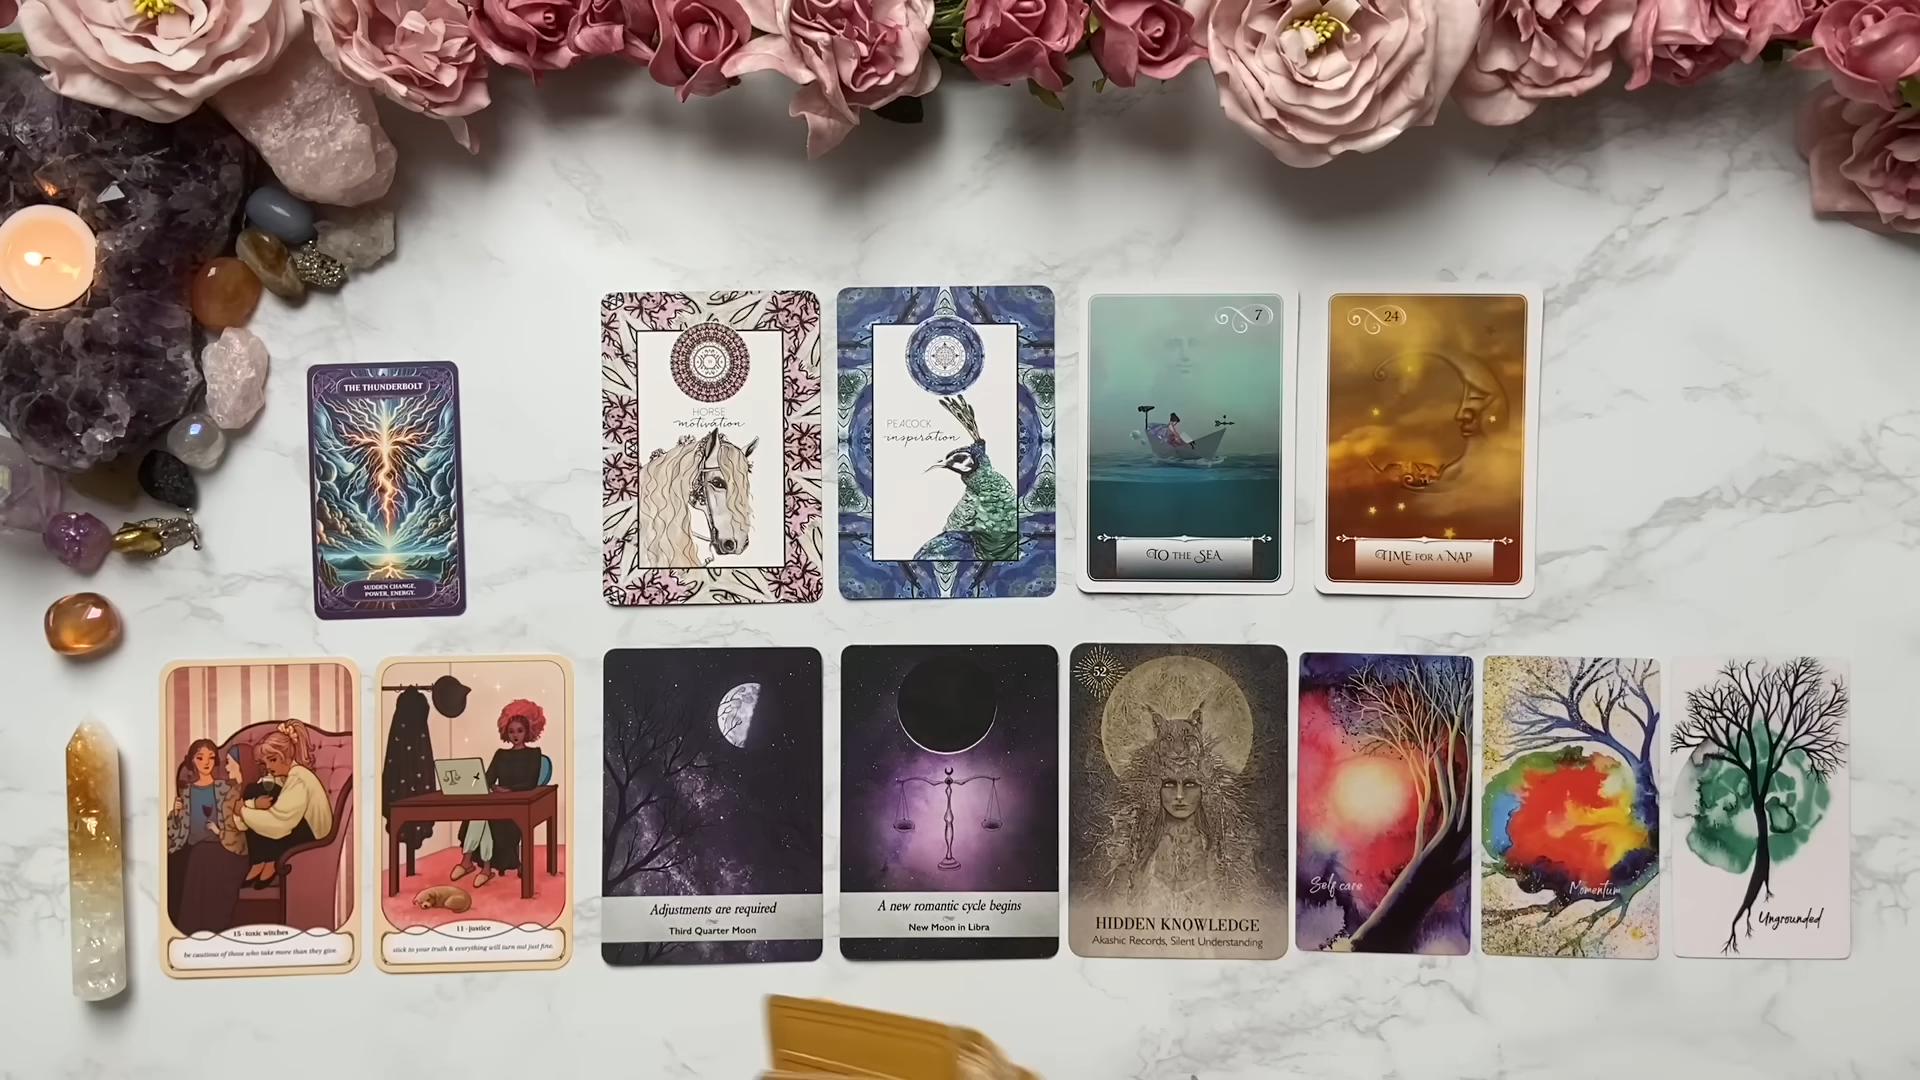 THE THUNDERBOLT
SUDDEN CHANGE,
POWER, ENERGY.
HORSE
motivation
PEACOCK
inspiration
7
TO THE SEA
24
TIME FOR A NAP
15 · toxic witches
be cautious of those who take more than they give.
11 · justice
stick to your truth & everything will turn out just fine.
Adjustments are required
Third Quarter Moon
A new romantic cycle begins
New Moon in Libra
52
HIDDEN KNOWLEDGE
Akashic Records, Silent Understanding
Self care
Momentum
Ungrounded